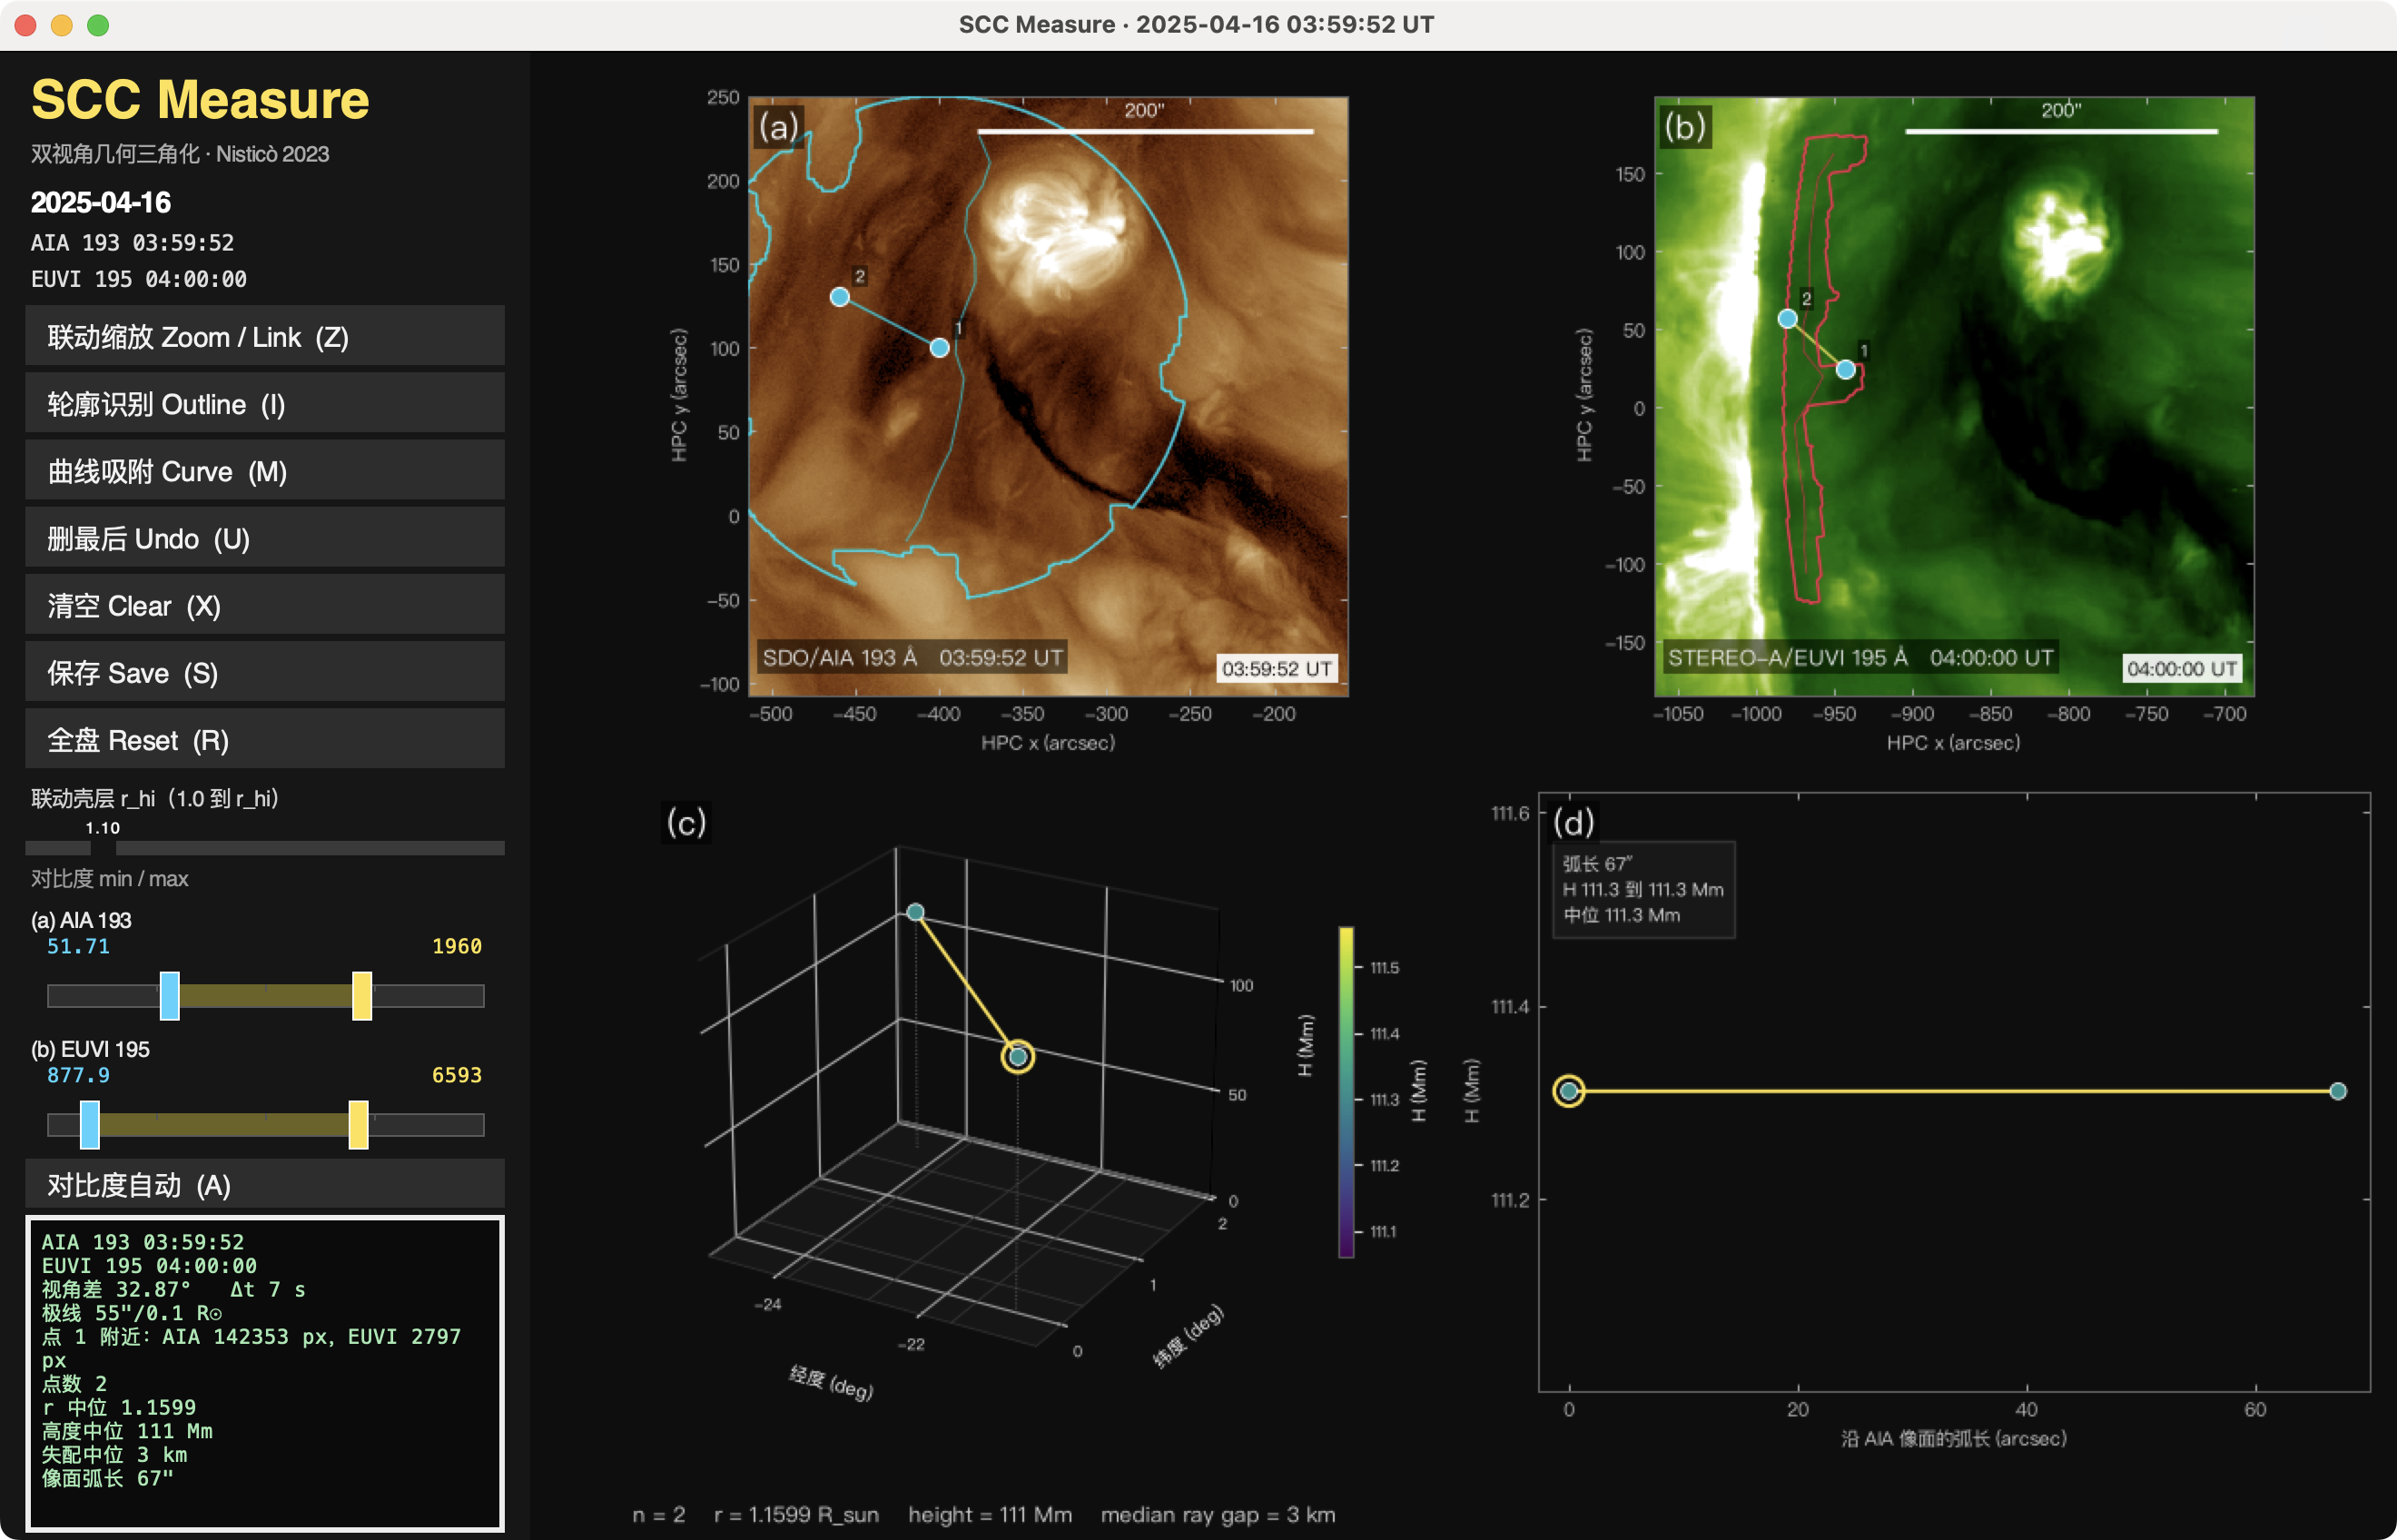 SCC Measure · 2025-04-16 03:59:52 UT
SCC Measure
双视角几何三角化 · Nisticò 2023
2025-04-16
AIA 193 03:59:52
EUVI 195 04:00:00
联动缩放 Zoom / Link (Z)
轮廓识别 Outline (I)
曲线吸附 Curve (M)
删最后 Undo (U)
清空 Clear (X)
保存 Save (S)
全盘 Reset (R)
联动壳层 r_hi（1.0 到 r_hi）
1.10
对比度 min / max
(a) AIA 193
51.71 1960
(b) EUVI 195
877.9 6593
对比度自动 (A)
AIA 193 03:59:52
EUVI 195 04:00:00
视角差 32.87° Δt 7 s
极线 55"/0.1 R☉
点 1 附近: AIA 142353 px, EUVI 2797
px
点数 2
r 中位 1.1599
高度中位 111 Mm
失配中位 3 km
像面弧长 67"
(a)
200"
250
200
150
100
50
0
−50
−100
HPC y (arcsec)
2
1
SDO/AIA 193 Å 03:59:52 UT
03:59:52 UT
−500 −450 −400 −350 −300 −250 −200
HPC x (arcsec)
(b)
200"
150
100
50
0
−50
−100
−150
HPC y (arcsec)
2
1
STEREO−A/EUVI 195 Å 04:00:00 UT
04:00:00 UT
−1050 −1000 −950 −900 −850 −800 −750 −700
HPC x (arcsec)
(c)
100
50
0
H (Mm)
2
1
0
纬度 (deg)
−24
−22
经度 (deg)
111.5
111.4
111.3
111.2
111.1
H (Mm)
(d)
弧长 67″
H 111.3 到 111.3 Mm
中位 111.3 Mm
111.6
111.4
111.2
H (Mm)
0 20 40 60
沿 AIA 像面的弧长 (arcsec)
n = 2 r = 1.1599 R_sun height = 111 Mm median ray gap = 3 km